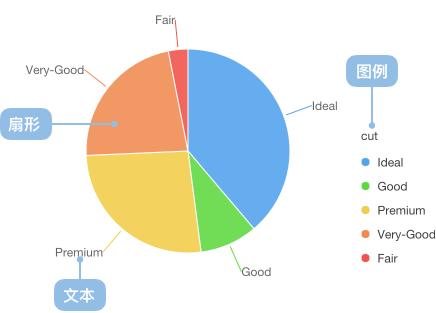 Fair
Very-Good
Ideal
扇形
Premium
Good
文本
图例
cut
Ideal
Good
Premium
Very-Good
Fair